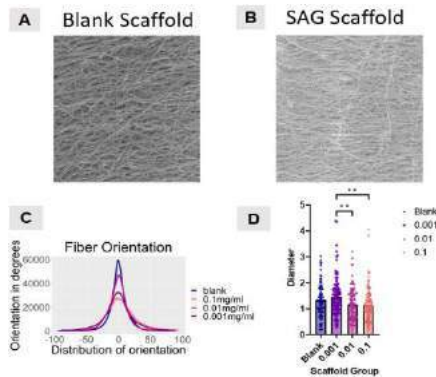 A Blank Scaffold
B SAG Scaffold
C
Fiber Orientation
Orientation in degrees
60000
40000
20000
0
-100
-50
0
50
100
Distribution of orientation
blank
0.1mg/ml
0.01mg/ml
0.001mg/ml
D
Diameter
5
4
3
2
1
0
**
**
Blank
0.001
0.01
0.1
Scaffold Group
Blank
0.001
0.01
0.1